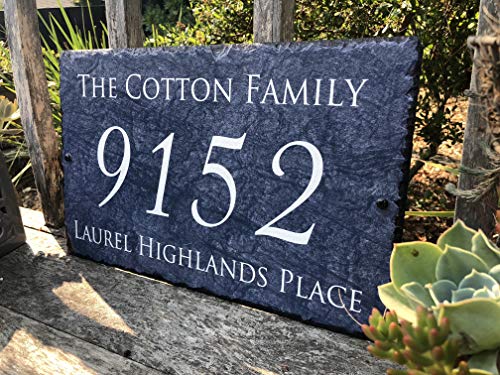 The Cotton Family
9152
Laurel Highlands Place